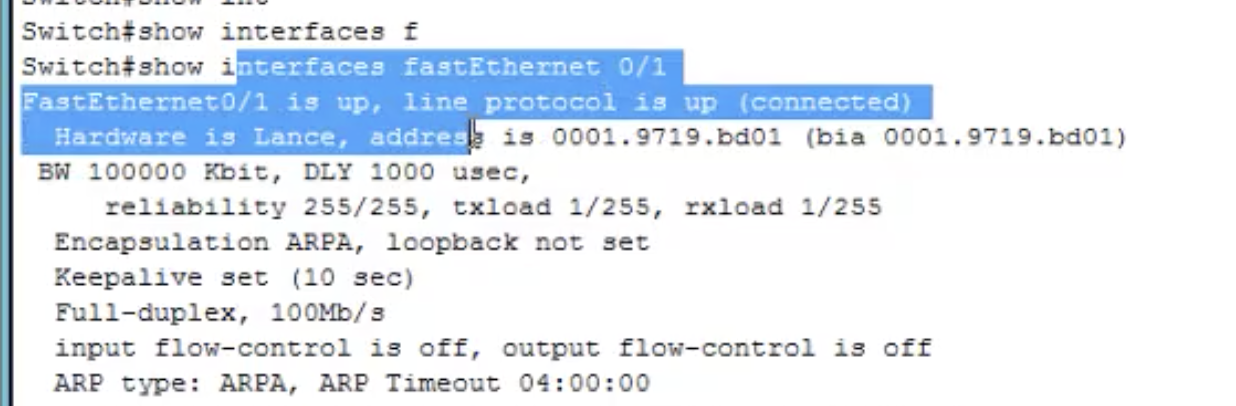 Switch#show int
Switch#show interfaces f
Switch#show interfaces fastEthernet 0/1
FastEthernet0/1 is up, line protocol is up (connected)
Hardware is Lance, address is 0001.9719.bd01 (bia 0001.9719.bd01)
BW 100000 Kbit, DLY 1000 usec,
reliability 255/255, txload 1/255, rxload 1/255
Encapsulation ARPA, loopback not set
Keepalive set (10 sec)
Full-duplex, 100Mb/s
input flow-control is off, output flow-control is off
ARP type: ARPA, ARP Timeout 04:00:00